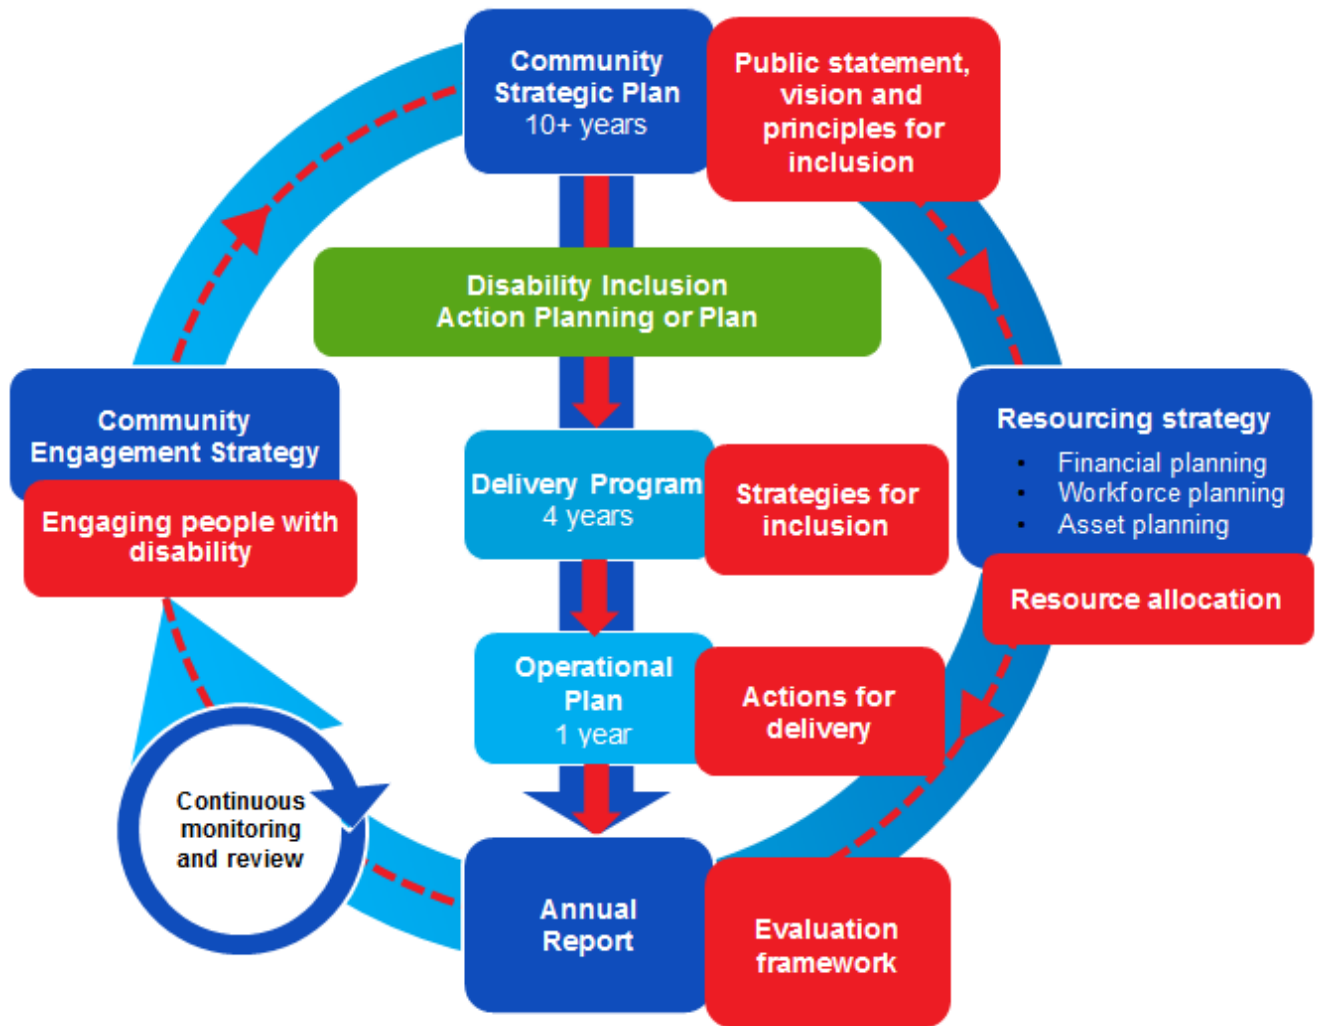 Community
Strategic Plan
10+ years
Public statement,
vision and
principles for
inclusion
Disability Inclusion
Action Planning or Plan
Community
Engagement Strategy
Engaging people with
disability
Resourcing strategy
• Financial planning
• Workforce planning
• Asset planning
Resource allocation
Delivery Program
4 years
Strategies for
inclusion
Operational
Plan
1 year
Actions for
delivery
Continuous
monitoring
and review
Annual
Report
Evaluation
framework